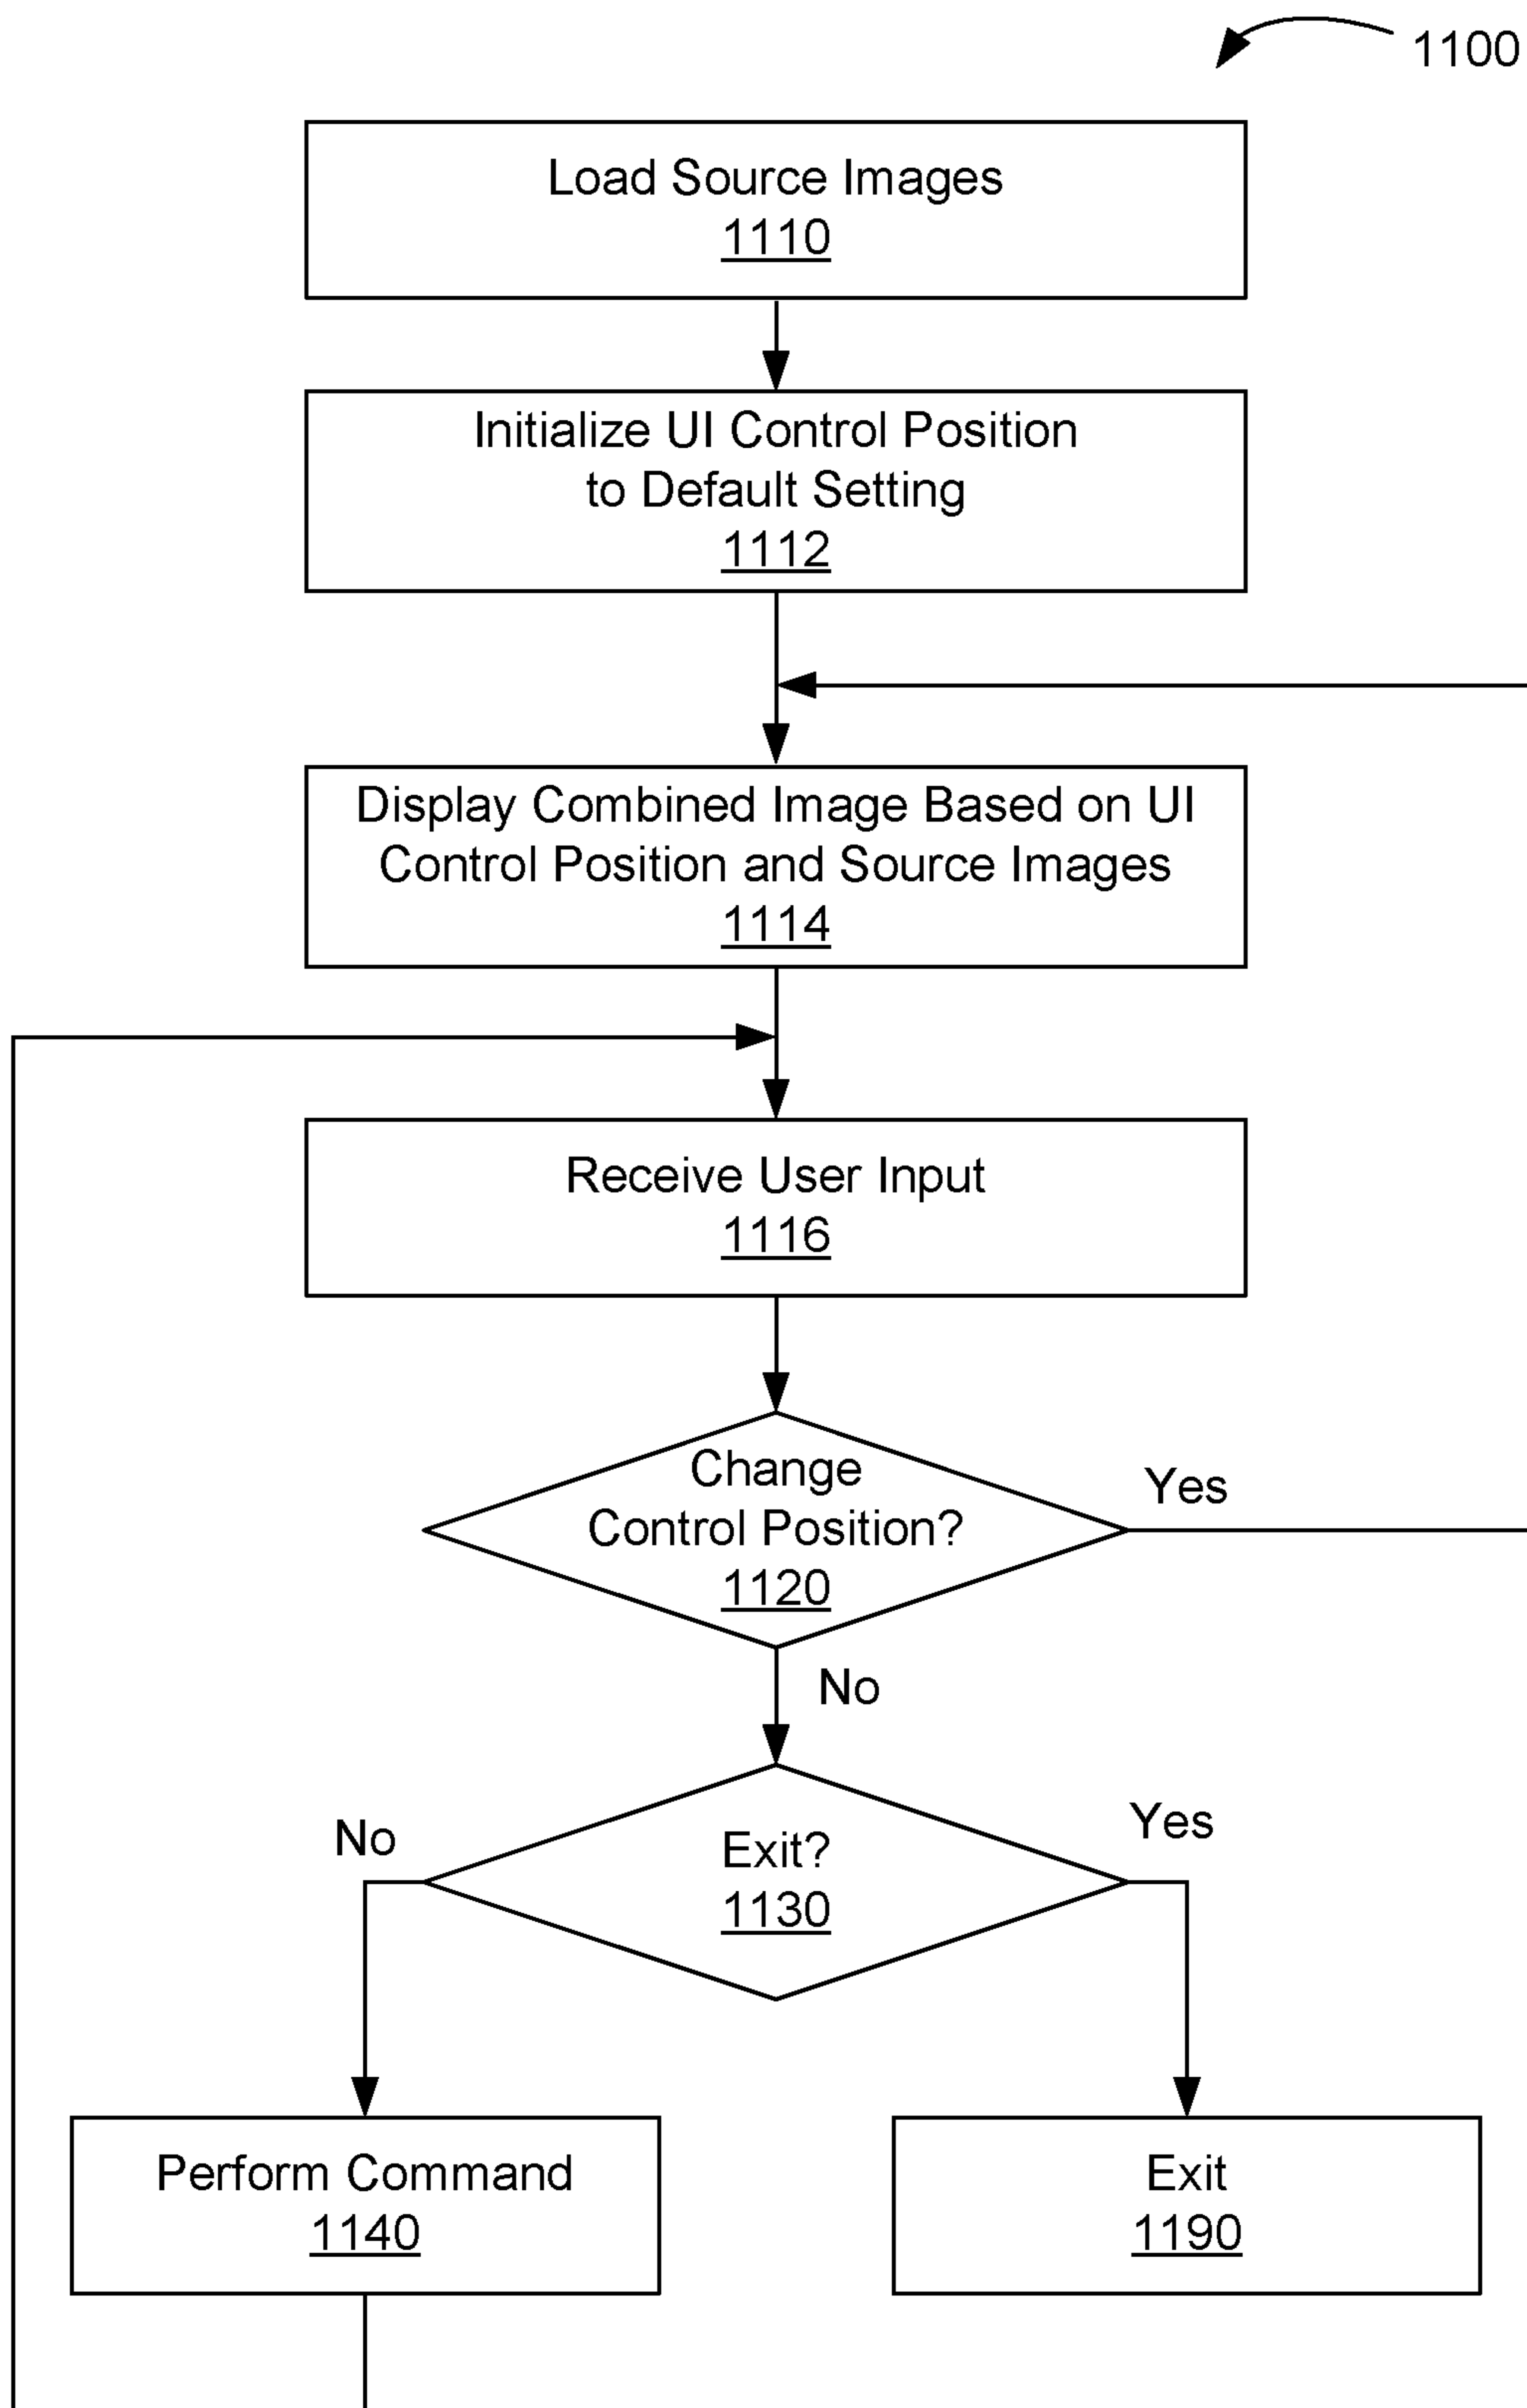 1100
Load Source Images
1110
Initialize UI Control Position
to Default Setting
1112
Display Combined Image Based on UI
Control Position and Source Images
1114
Receive User Input
1116
Change
Control Position?
1120
Yes
No
Exit?
1130
No
Yes
Perform Command
1140
Exit
1190